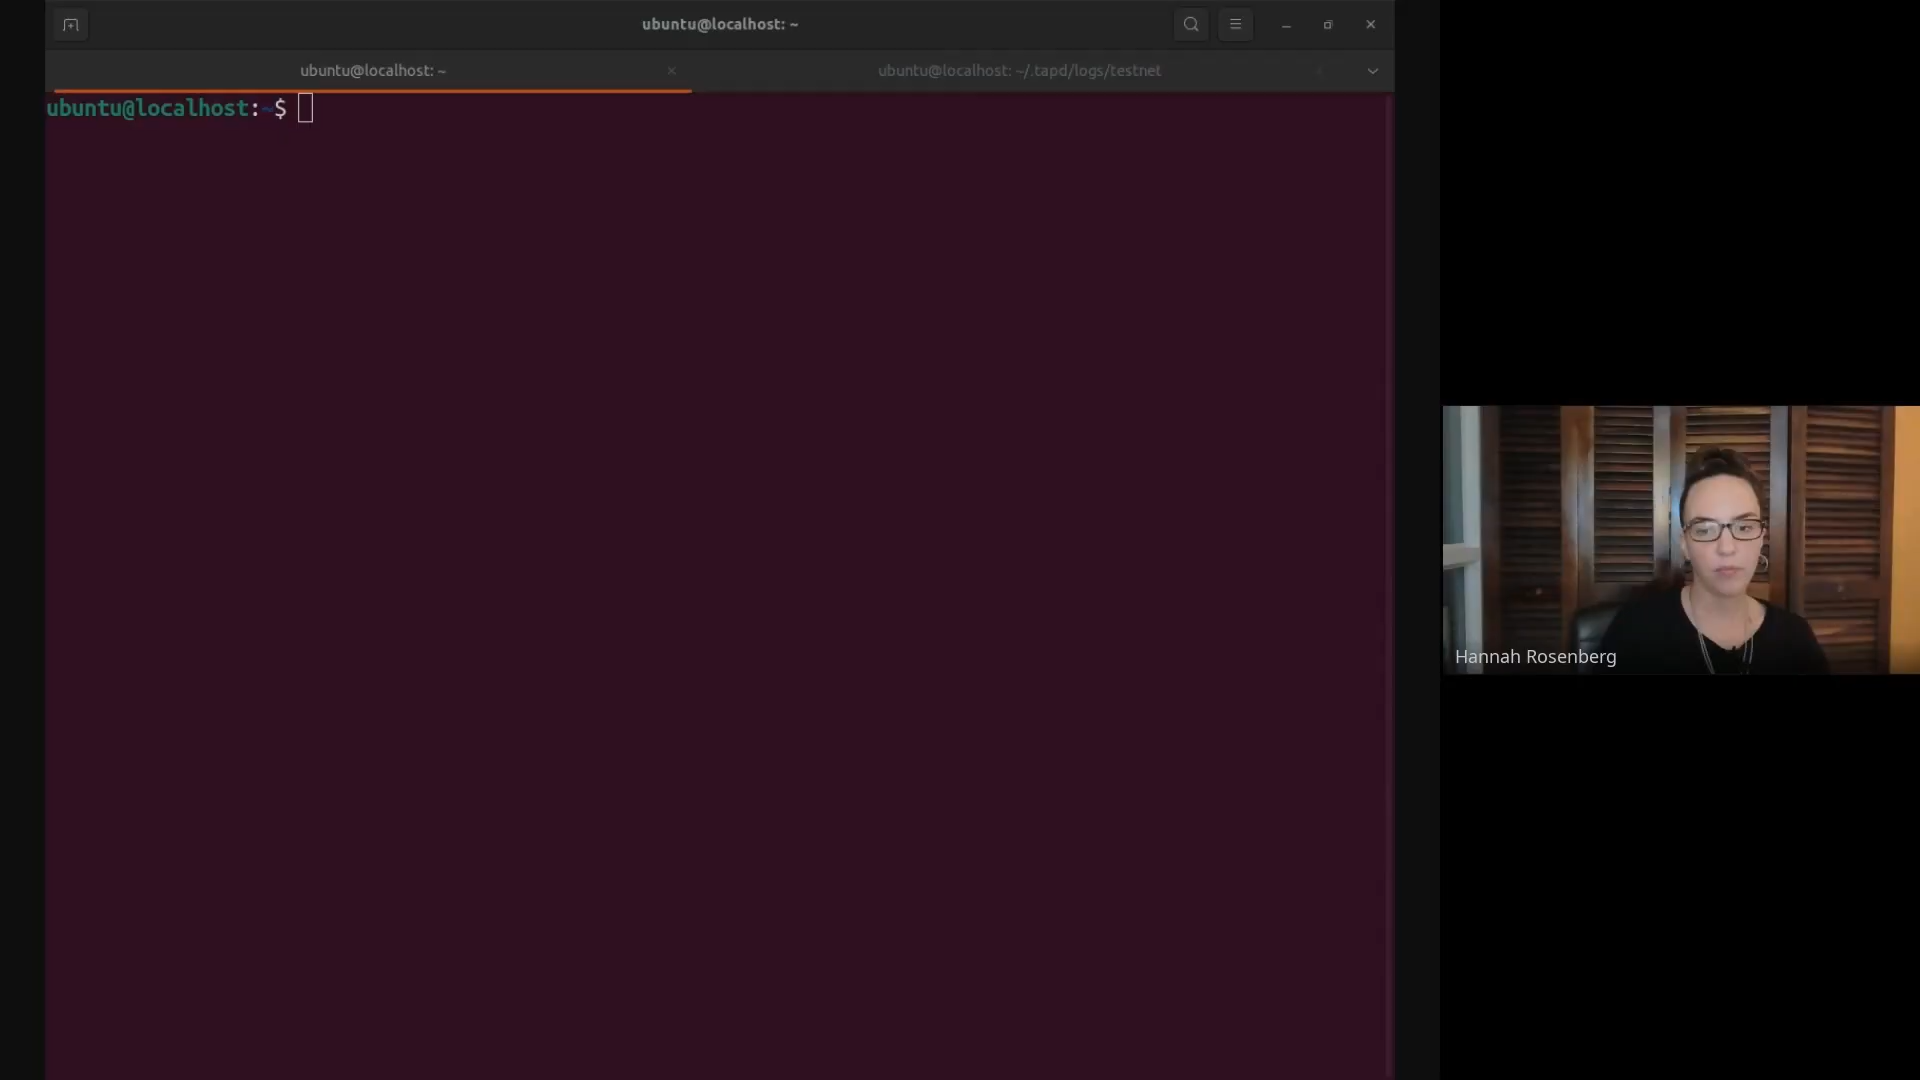 ubuntu@localhost: ~
ubuntu@localhost: ~
ubuntu@localhost: ~/.tapd/logs/testnet
ubuntu@localhost:~$
Hannah Rosenberg